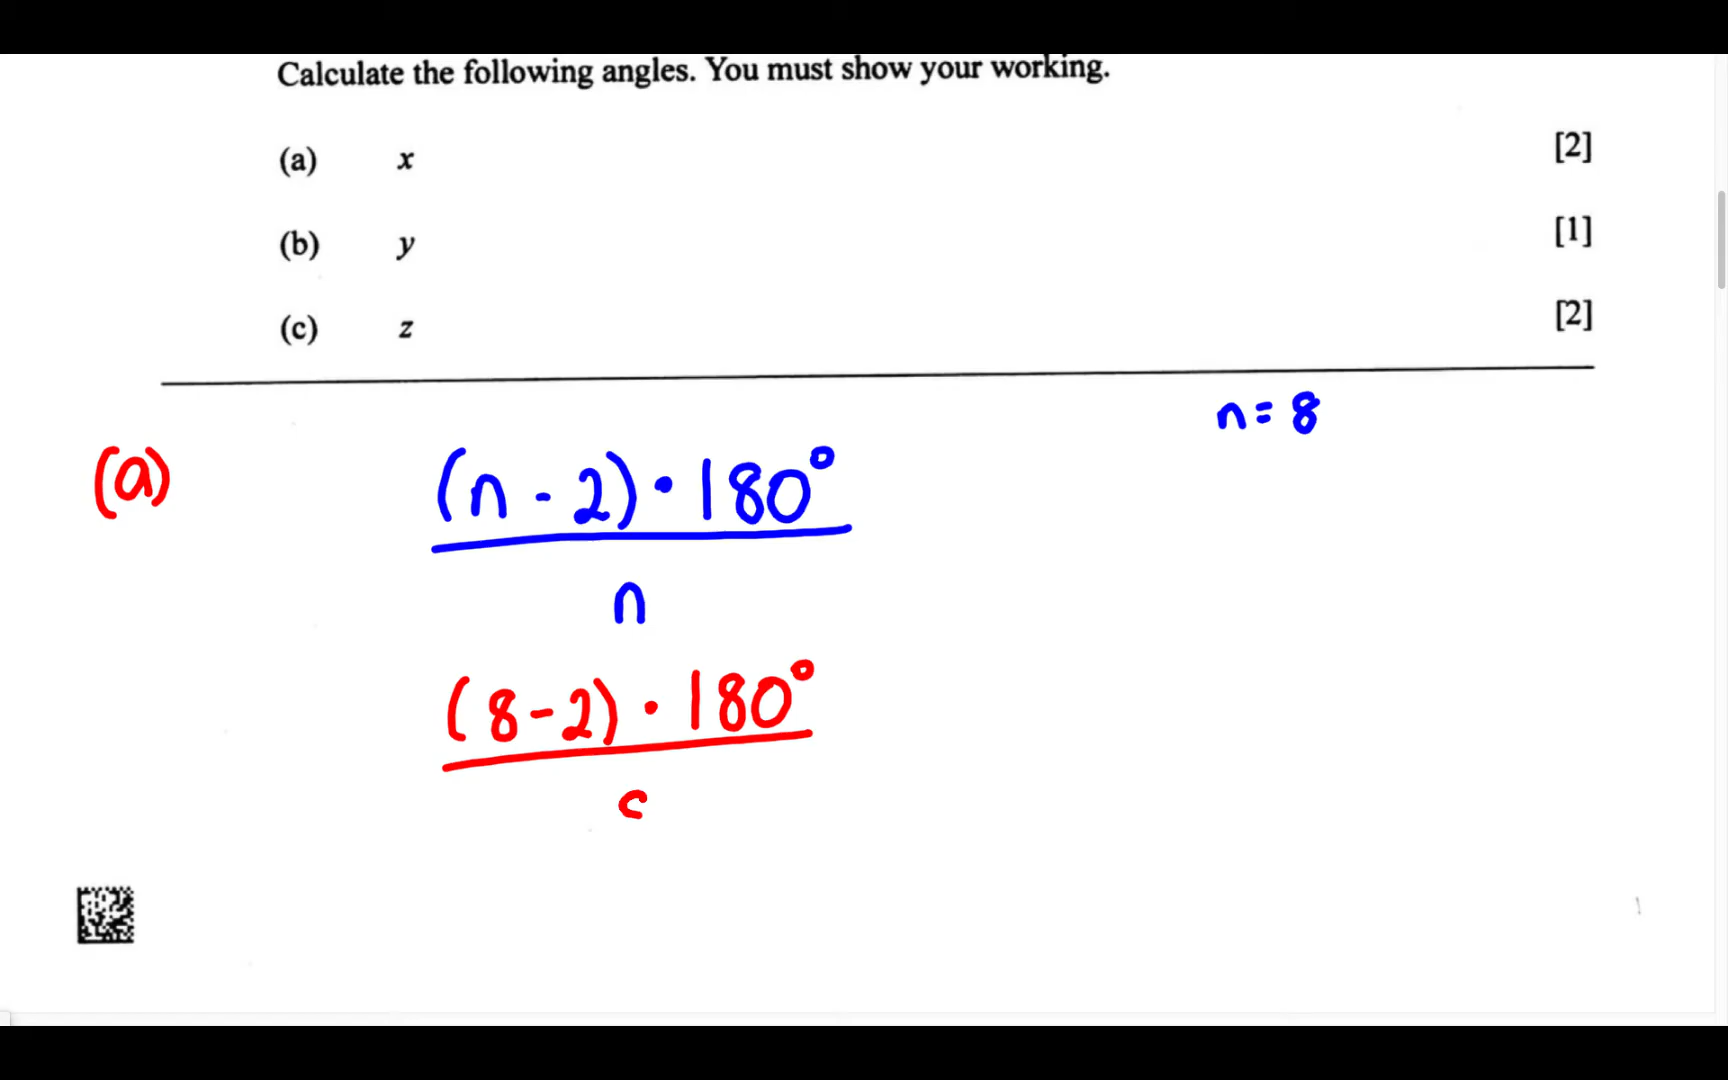 Calculate the following angles. You must show your working.
(a) x [2]
(b) y [1]
(c) z [2]
n = 8
(a) (n - 2) · 180°
n
(8 - 2) · 180°